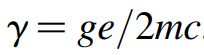 γ = ge/2mc.